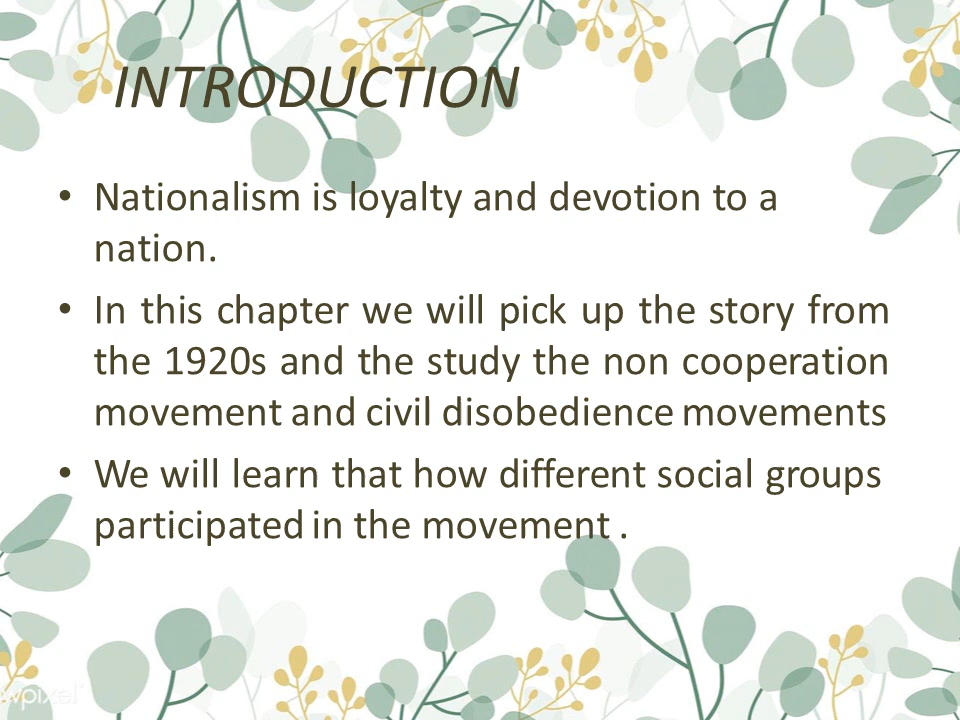 INTRODUCTION
• Nationalism is loyalty and devotion to a
nation.
• In this chapter we will pick up the story from
the 1920s and the study the non cooperation
movement and civil disobedience movements
• We will learn that how different social groups
participated in the movement .